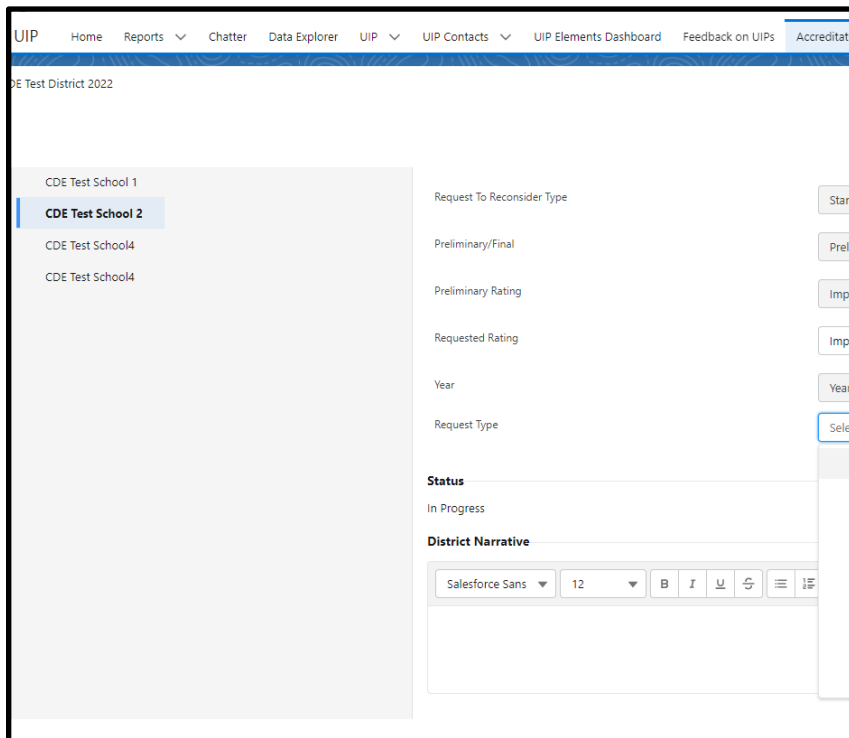 UIP Home Reports Chatter Data Explorer UIP UIP Contacts UIP Elements Dashboard Feedback on UIPs Accreditat
DE Test District 2022
CDE Test School 1
CDE Test School 2
CDE Test School4
CDE Test School4
Request To Reconsider Type Star
Preliminary/Final Prel
Preliminary Rating Imp
Requested Rating Imp
Year Year
Request Type Sele
Status
In Progress
District Narrative
Salesforce Sans 12 B I U S